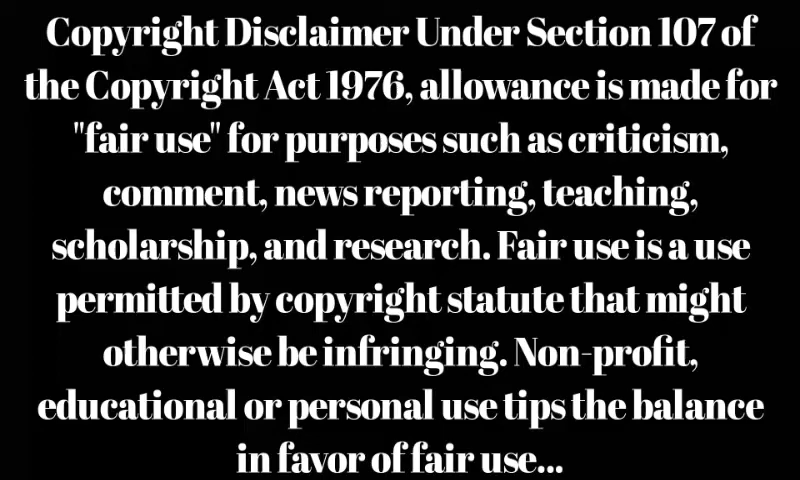 Copyright Disclaimer Under Section 107 of
the Copyright Act 1976, allowance is made for
"fair use" for purposes such as criticism,
comment, news reporting, teaching,
scholarship, and research. Fair use is a use
permitted by copyright statute that might
otherwise be infringing. Non-profit,
educational or personal use tips the balance
in favor of fair use...